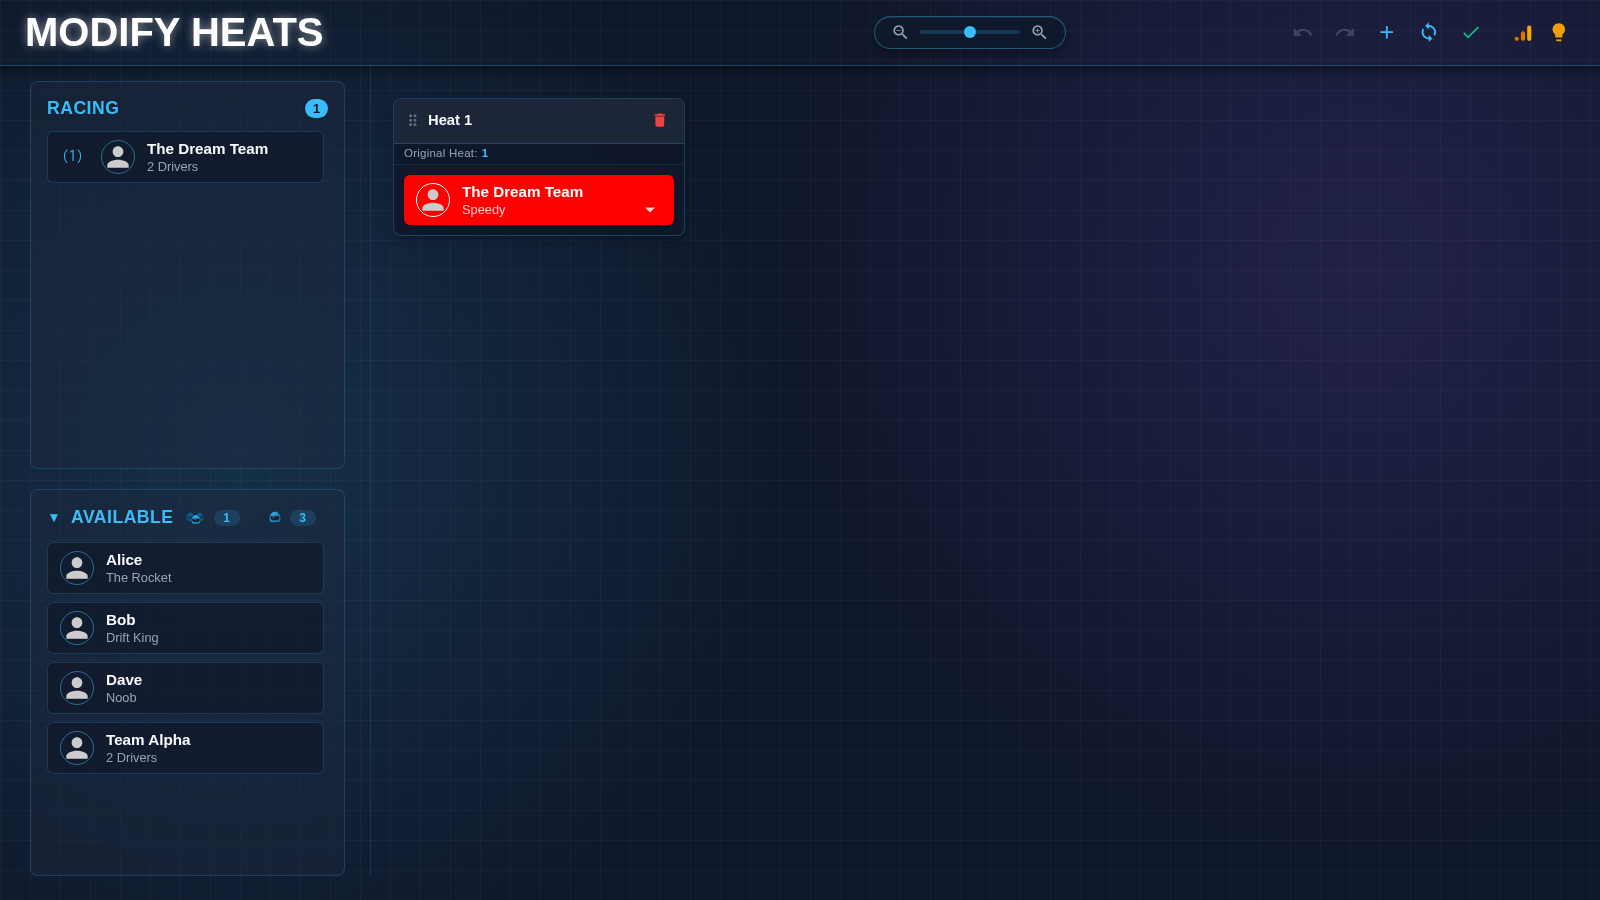 MODIFY HEATS
RACING
1
(1)
The Dream Team
2 Drivers
Heat 1
Original Heat: 1
The Dream Team
Speedy
▼ AVAILABLE 1 3
Alice
The Rocket
Bob
Drift King
Dave
Noob
Team Alpha
2 Drivers